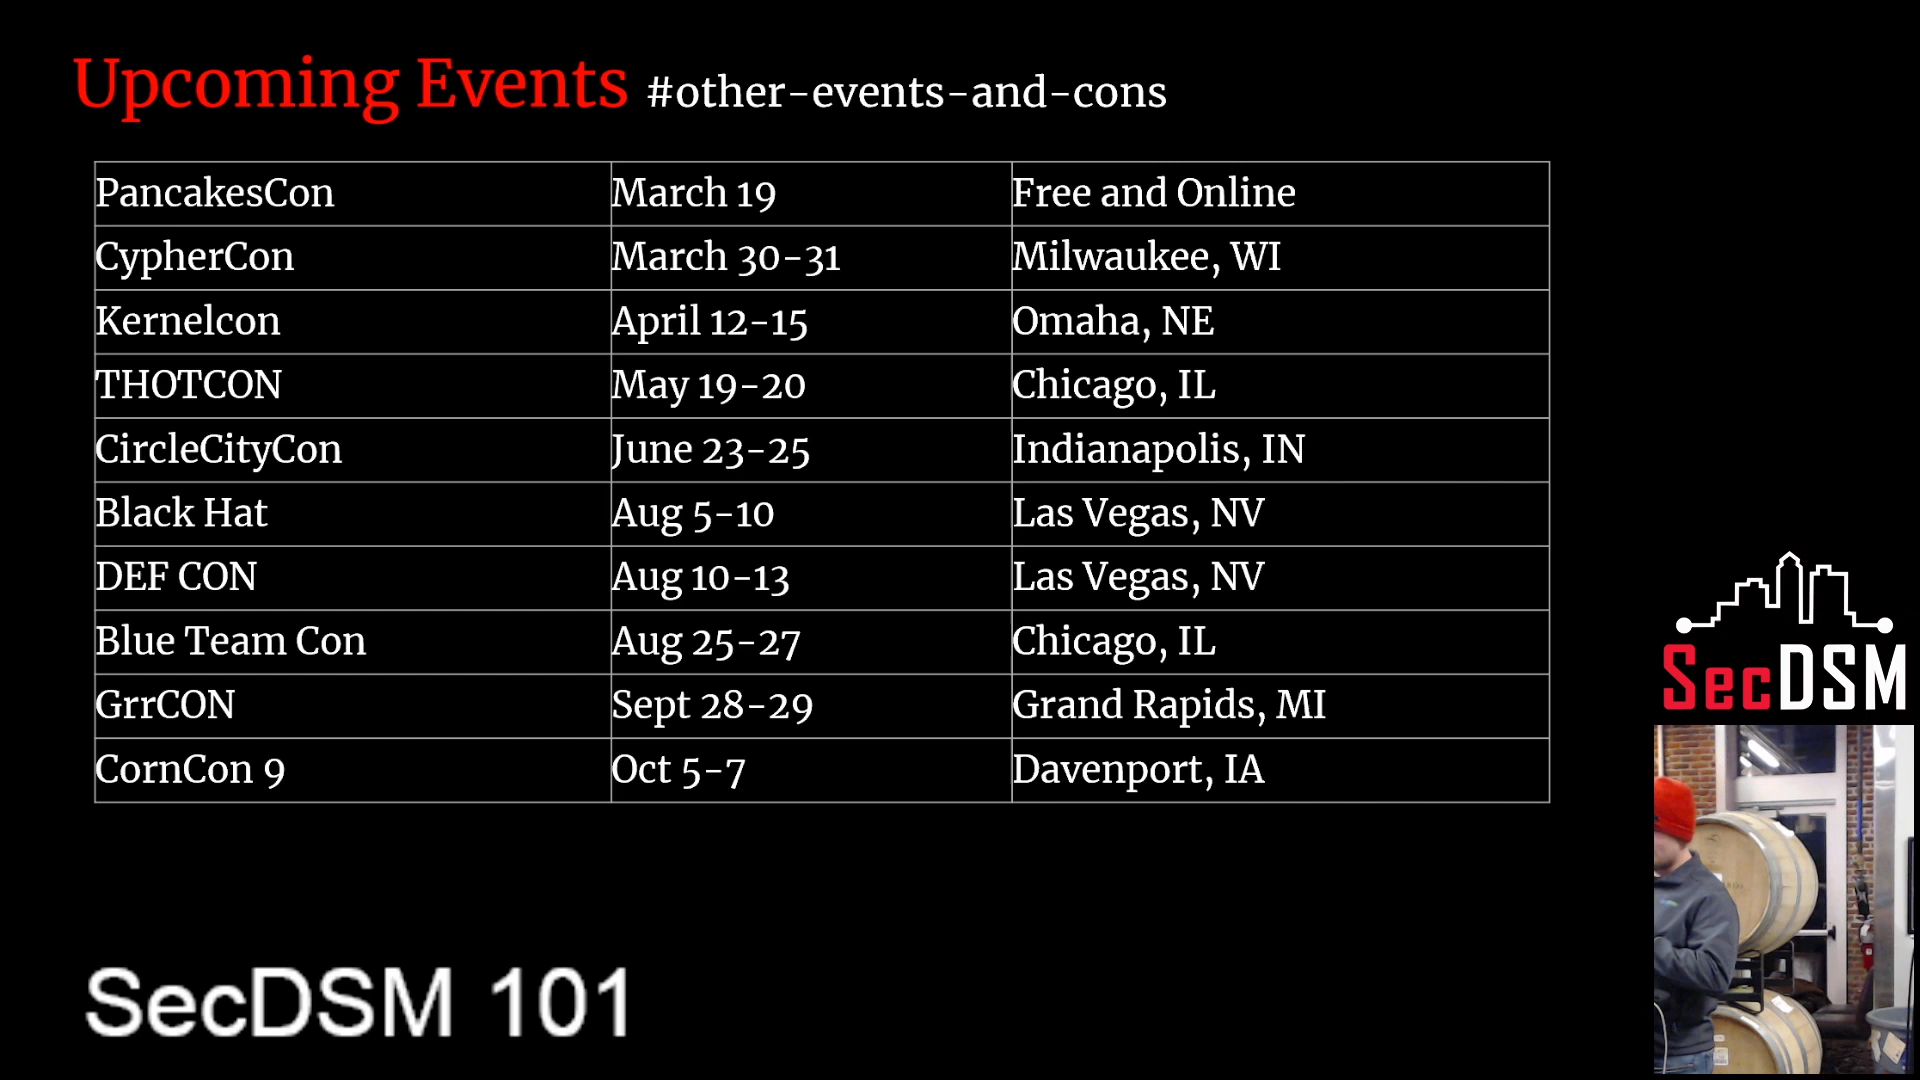 Upcoming Events #other-events-and-cons
PancakesCon March 19 Free and Online
CypherCon March 30-31 Milwaukee, WI
Kernelcon April 12-15 Omaha, NE
THOTCON May 19-20 Chicago, IL
CircleCityCon June 23-25 Indianapolis, IN
Black Hat Aug 5-10 Las Vegas, NV
DEF CON Aug 10-13 Las Vegas, NV
Blue Team Con Aug 25-27 Chicago, IL
GrrCON Sept 28-29 Grand Rapids, MI
CornCon 9 Oct 5-7 Davenport, IA
SecDSM
SecDSM 101